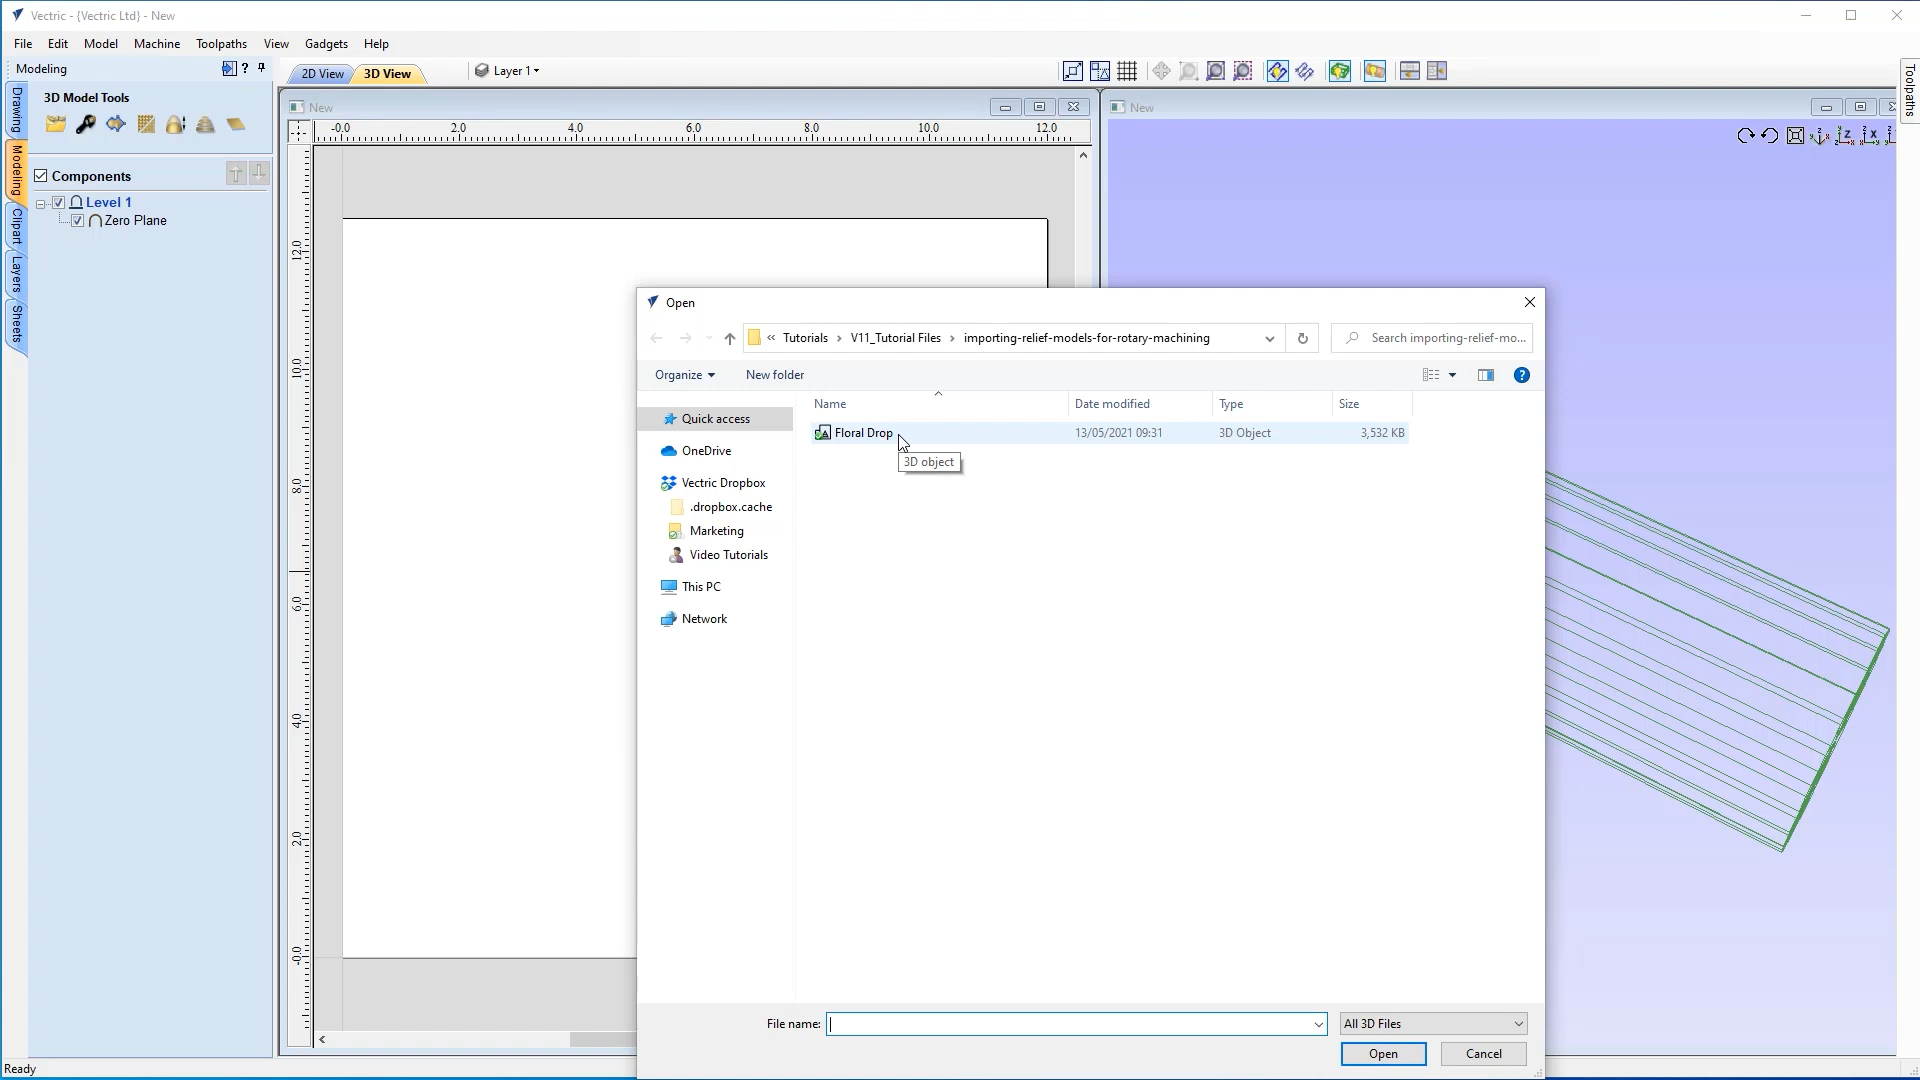 Vectric - {Vectric Ltd} - New
File Edit Model Machine Toolpaths View Gadgets Help
Modeling ?
2D View 3D View Layer 1
Toolpaths
Drawing
Modeling
Clipart
Layers
Sheets
3D Model Tools
Components
Level 1
Zero Plane
New
-0.0 2.0 4.0 6.0 8.0 10.0 12.0
12.0
10.0
8.0
6.0
4.0
2.0
-0.0
New
Open
« Tutorials › V11_Tutorial Files › importing-relief-models-for-rotary-machining
Search importing-relief-mo...
Organize New folder
Name Date modified Type Size
Floral Drop 13/05/2021 09:31 3D Object 3,532 KB
3D object
Quick access
OneDrive
Vectric Dropbox
.dropbox.cache
Marketing
Video Tutorials
This PC
Network
File name: All 3D Files
Open Cancel
Ready